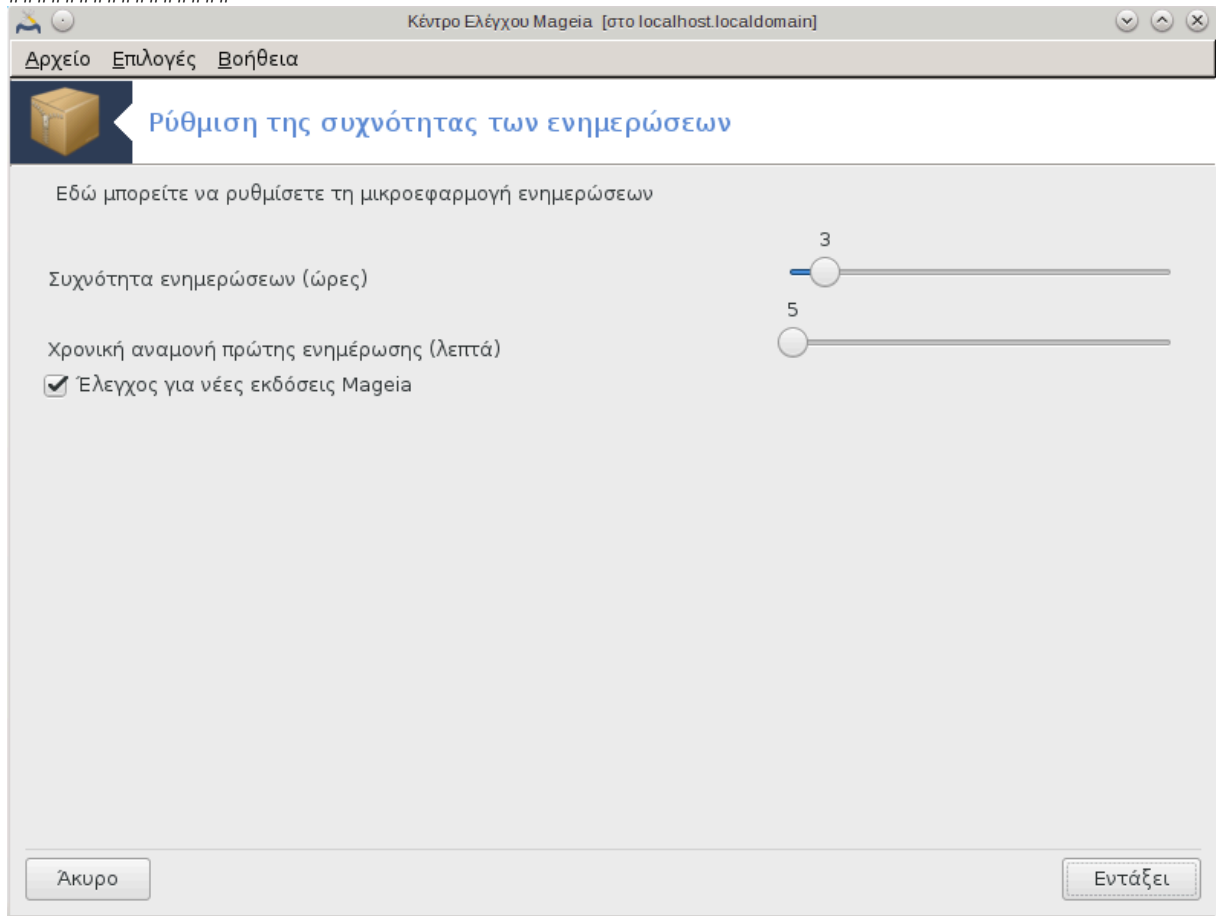 Κέντρο Ελέγχου Mageia [στο localhost.localdomain]
Αρχείο Επιλογές Βοήθεια
Ρύθμιση της συχνότητας των ενημερώσεων
Εδώ μπορείτε να ρυθμίσετε τη μικροεφαρμογή ενημερώσεων
3
Συχνότητα ενημερώσεων (ώρες)
5
Χρονική αναμονή πρώτης ενημέρωσης (λεπτά)
Έλεγχος για νέες εκδόσεις Mageia
Άκυρο
Εντάξει